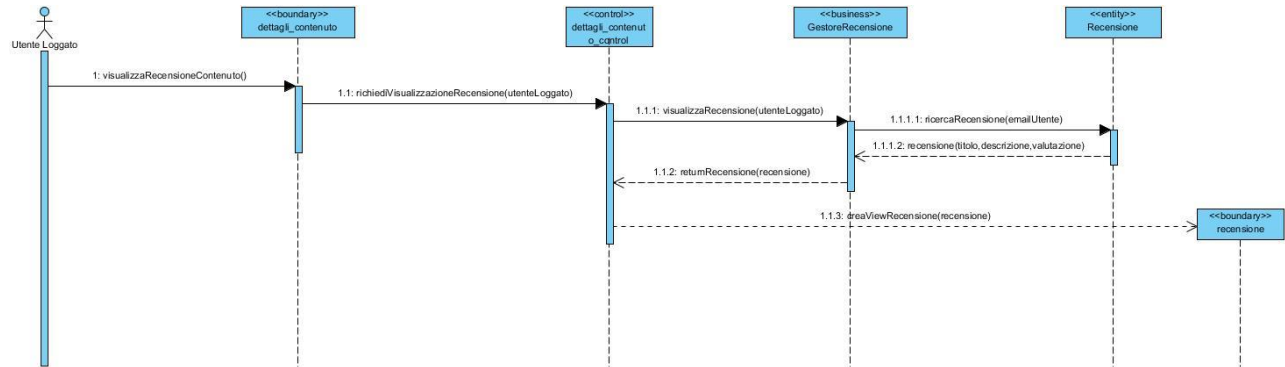 <<boundary>>
dettagli_contenuto
<<control>>
dettagli_contenut
o_control
<<business>>
GestoreRecensione
<<entity>>
Recensione
Utente Loggato
1: visualizzaRecensioneContenuto()
1.1: richiediVisualizzazioneRecensione(utenteLoggato)
1.1.1: visualizzaRecensione(utenteLoggato)
1.1.1.1: ricercaRecensione(emailUtente)
1.1.1.2: recensione(titolo,descrizione,valutazione)
1.1.2: returnRecensione(recensione)
1.1.3: creaViewRecensione(recensione)
<<boundary>>
recensione